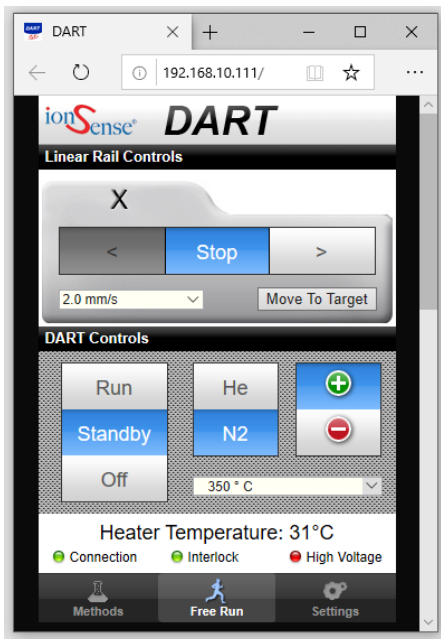 DART
192.168.10.111/
ionSense® DART
Linear Rail Controls
X
< Stop >
2.0 mm/s Move To Target
DART Controls
Run He
Standby N2
Off 350 ° C
Heater Temperature: 31°C
Connection Interlock High Voltage
Methods Free Run Settings